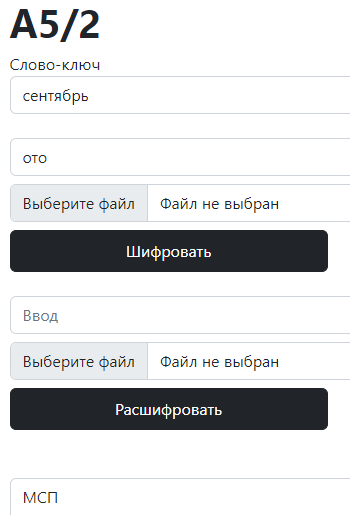 А5/2
Слово-ключ
сентябрь
ото
Выберите файл Файл не выбран
Шифровать
Ввод
Выберите файл Файл не выбран
Расшифровать
МСП